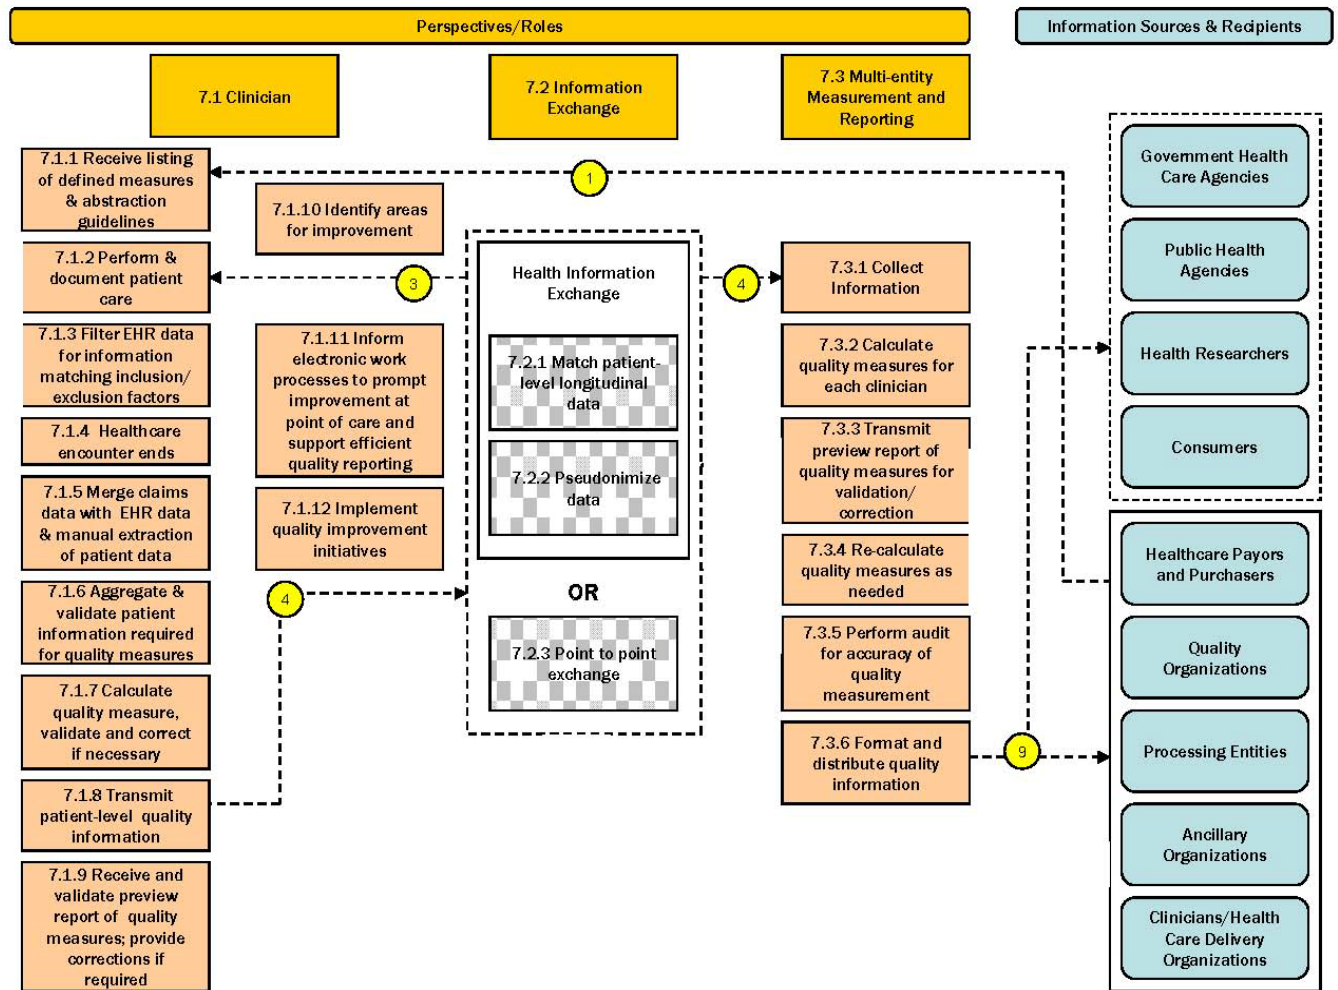 Perspectives/Roles
Information Sources & Recipients
7.1 Clinician
7.2 Information
Exchange
7.3 Multi-entity
Measurement and
Reporting
7.1.1 Receive listing
of defined measures
& abstraction
guidelines
7.1.2 Perform &
document patient
care
7.1.3 Filter EHR data
for information
matching inclusion/
exclusion factors
7.1.4 Healthcare
encounter ends
7.1.5 Merge claims
data with EHR data
& manual extraction
of patient data
7.1.6 Aggregate &
validate patient
information required
for quality measures
7.1.7 Calculate
quality measure,
validate and correct
if necessary
7.1.8 Transmit
patient-level quality
information
7.1.9 Receive and
validate preview
report of quality
measures; provide
corrections if
required
7.1.10 Identify areas
for improvement
7.1.11 Inform
electronic work
processes to prompt
improvement at
point of care and
support efficient
quality reporting
7.1.12 Implement
quality improvement
initiatives
1
3
4
4
9
Health Information
Exchange
7.2.1 Match patient-
level longitudinal
data
7.2.2 Pseudonimize
data
OR
7.2.3 Point to point
exchange
7.3.1 Collect
Information
7.3.2 Calculate
quality measures for
each clinician
7.3.3 Transmit
preview report of
quality measures for
validation/
correction
7.3.4 Re-calculate
quality measures as
needed
7.3.5 Perform audit
for accuracy of
quality
measurement
7.3.6 Format and
distribute quality
information
Government Health
Care Agencies
Public Health
Agencies
Health Researchers
Consumers
Healthcare Payors
and Purchasers
Quality
Organizations
Processing Entities
Ancillary
Organizations
Clinicians/Health
Care Delivery
Organizations